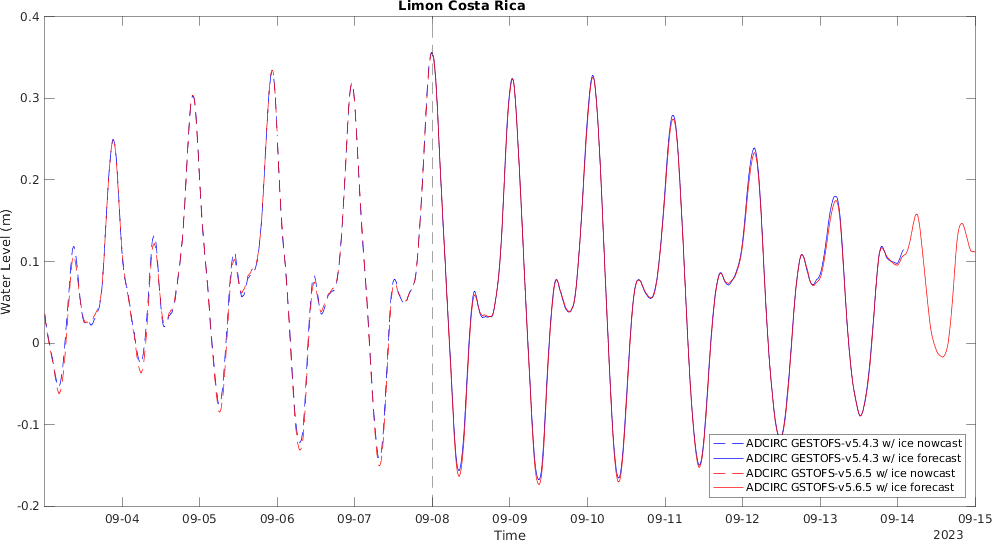 Limon Costa Rica
0.4
0.3
0.2
0.1
0
-0.1
-0.2
Water Level (m)
ADCIRC GESTOFS-v5.4.3 w/ ice nowcast
ADCIRC GESTOFS-v5.4.3 w/ ice forecast
ADCIRC GSTOFS-v5.6.5 w/ ice nowcast
ADCIRC GSTOFS-v5.6.5 w/ ice forecast
09-04 09-05 09-06 09-07 09-08 09-09 09-10 09-11 09-12 09-13 09-14 09-15
Time
2023